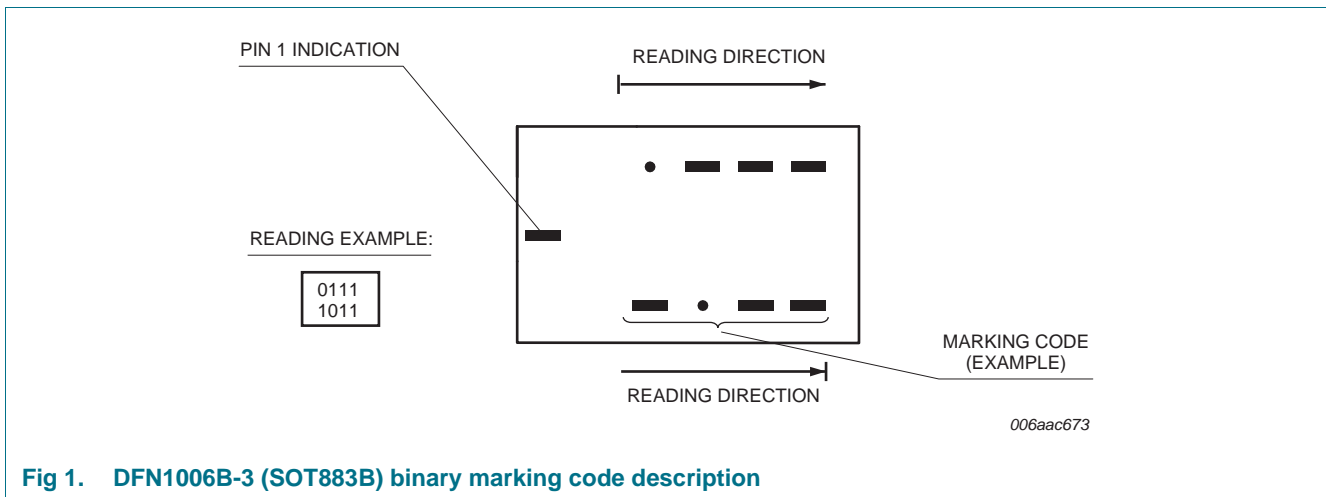 PIN 1 INDICATION
READING DIRECTION
READING EXAMPLE:
0111
1011
MARKING CODE
(EXAMPLE)
READING DIRECTION
006aac673
Fig 1. DFN1006B-3 (SOT883B) binary marking code description